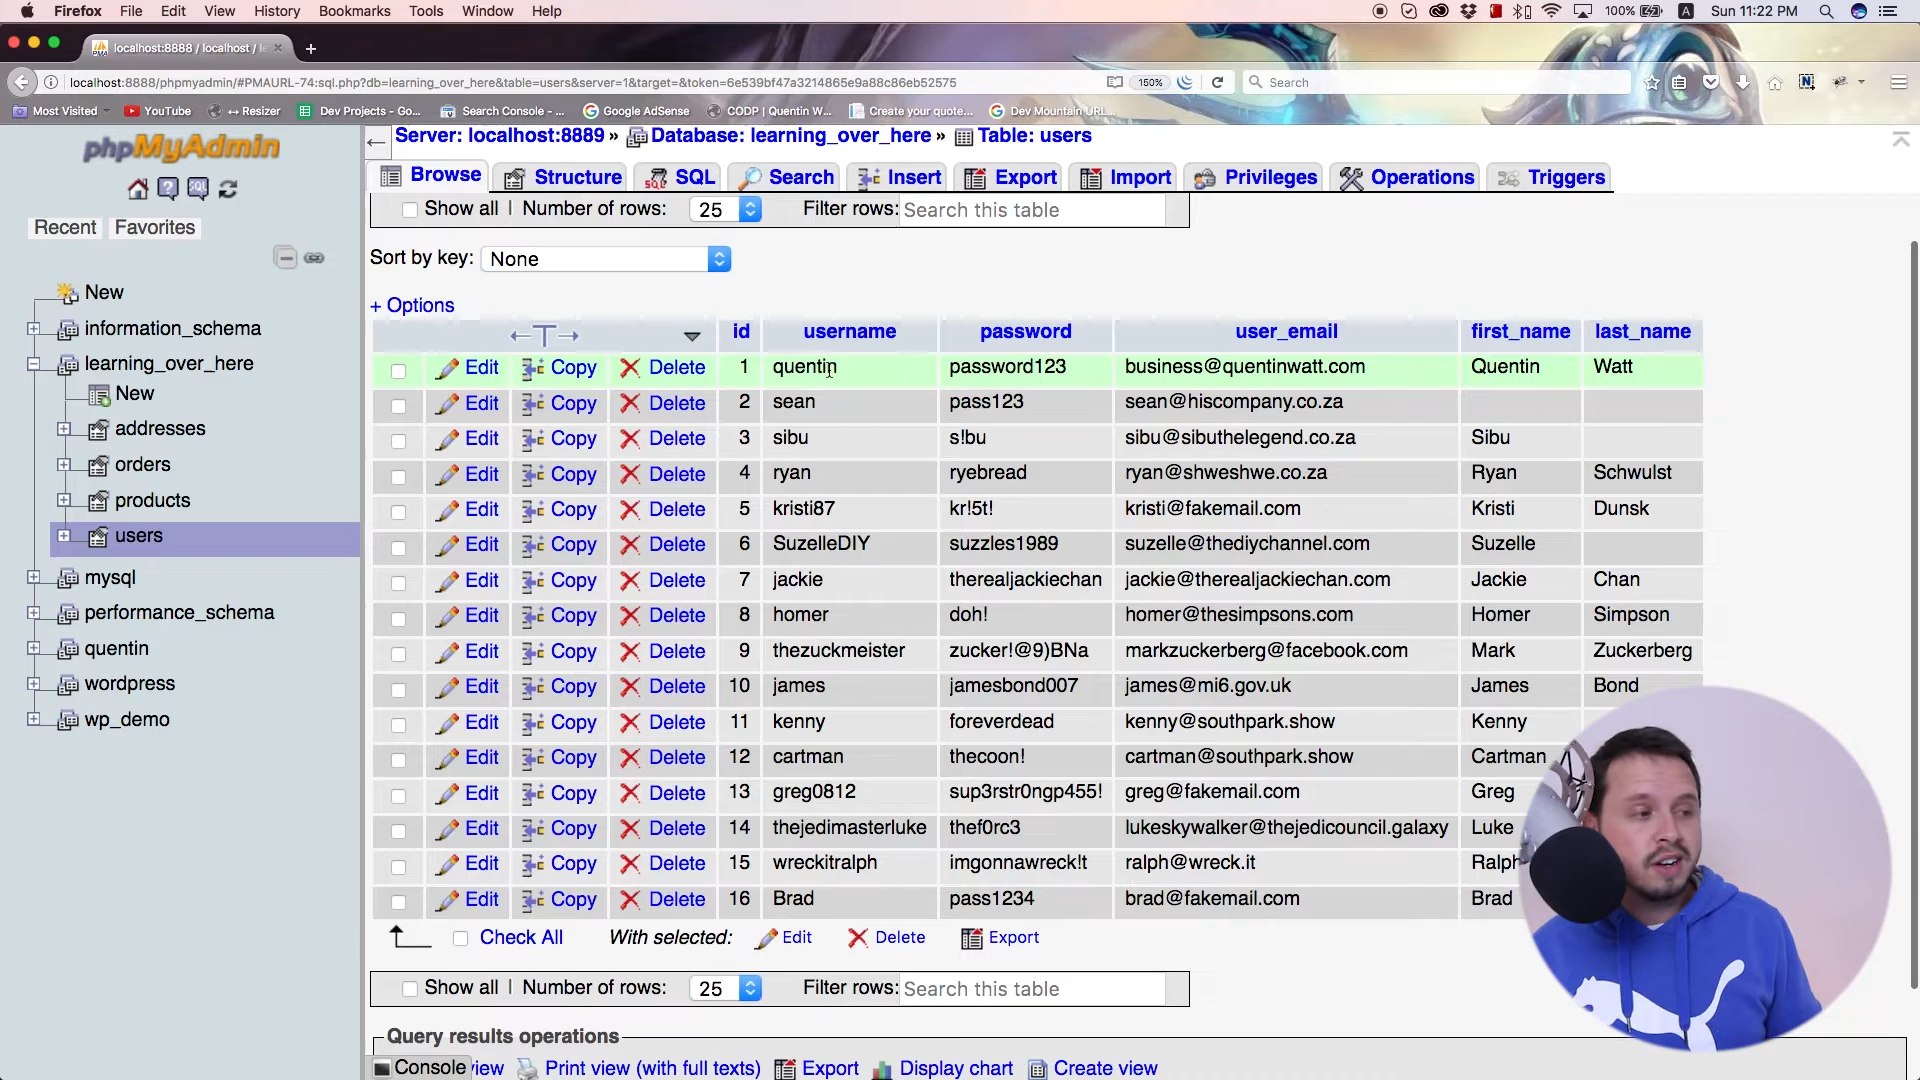 Firefox File Edit View History Bookmarks Tools Window Help 100% A Sun 11:22 PM
localhost:8888 / localhost / le
localhost:8888/phpmyadmin/#PMAURL-74:sql.php?db=learning_over_here&table=users&server=1&target=&token=6e539bf47a3214865e9a88c86eb52575 150% Search
Most Visited YouTube ↔ Resizer Dev Projects - Go... Search Console - ... Google AdSense CODP | Quentin W... Create your quote... Dev Mountain URL...
phpMyAdmin
Recent Favorites
New
information_schema
learning_over_here
New
addresses
orders
products
users
mysql
performance_schema
quentin
wordpress
wp_demo
Server: localhost:8889 » Database: learning_over_here » Table: users
Browse Structure SQL Search Insert Export Import Privileges Operations Triggers
Show all | Number of rows: 25 Filter rows: Search this table
Sort by key: None
+ Options
←T→ id username password user_email first_name last_name
Edit Copy Delete 1 quentin password123 business@quentinwatt.com Quentin Watt
Edit Copy Delete 2 sean pass123 sean@hiscompany.co.za
Edit Copy Delete 3 sibu s!bu sibu@sibuthelegend.co.za Sibu
Edit Copy Delete 4 ryan ryebread ryan@shweshwe.co.za Ryan Schwulst
Edit Copy Delete 5 kristi87 kr!5t! kristi@fakemail.com Kristi Dunsk
Edit Copy Delete 6 SuzelleDIY suzzles1989 suzelle@thediychannel.com Suzelle
Edit Copy Delete 7 jackie therealjackiechan jackie@therealjackiechan.com Jackie Chan
Edit Copy Delete 8 homer doh! homer@thesimpsons.com Homer Simpson
Edit Copy Delete 9 thezuckmeister zucker!@9)BNa markzuckerberg@facebook.com Mark Zuckerberg
Edit Copy Delete 10 james jamesbond007 james@mi6.gov.uk James Bond
Edit Copy Delete 11 kenny foreverdead kenny@southpark.show Kenny
Edit Copy Delete 12 cartman thecoon! cartman@southpark.show Cartman
Edit Copy Delete 13 greg0812 sup3rstr0ngp455! greg@fakemail.com Greg
Edit Copy Delete 14 thejedimasterluke thef0rc3 lukeskywalker@thejedicouncil.galaxy Luke
Edit Copy Delete 15 wreckitralph imgonnawreck!t ralph@wreck.it Ralph
Edit Copy Delete 16 Brad pass1234 brad@fakemail.com Brad
Check All With selected: Edit Delete Export
Show all | Number of rows: 25 Filter rows: Search this table
Query results operations
Console view Print view (with full texts) Export Display chart Create view